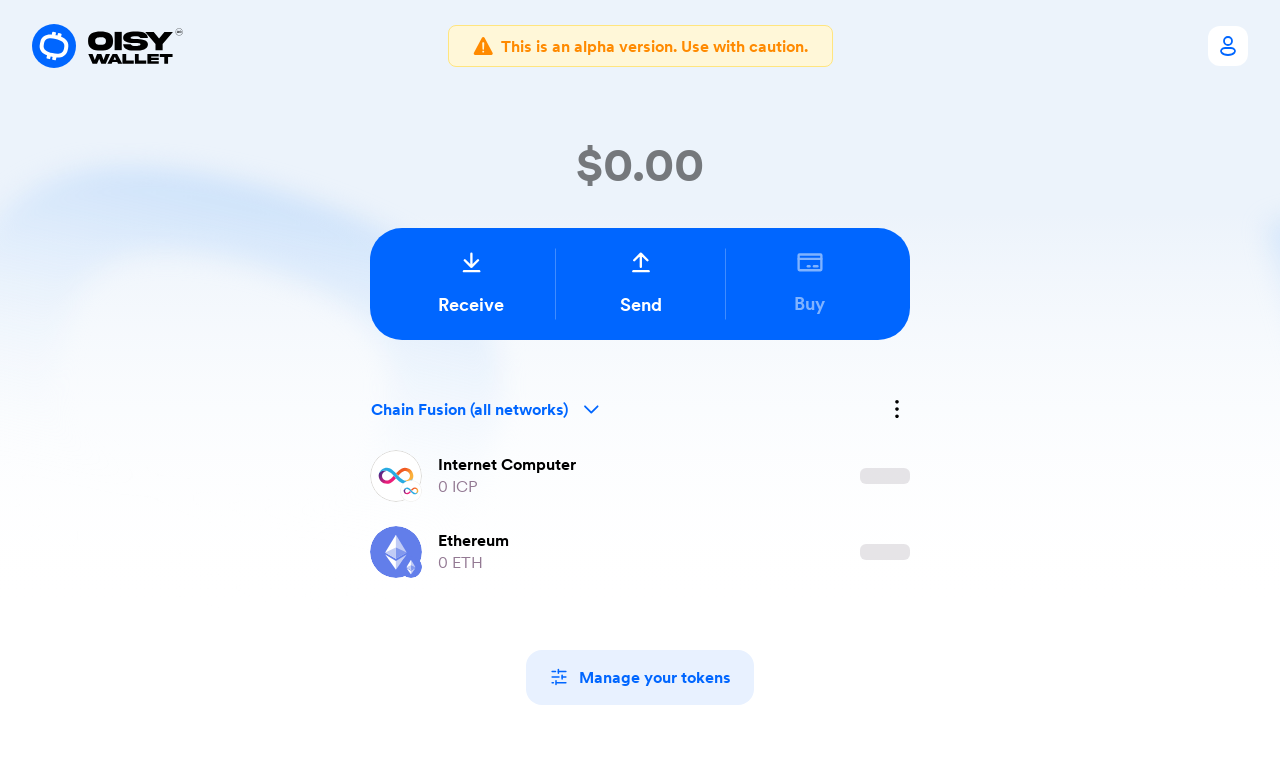 OISY
WALLET
This is an alpha version. Use with caution.
$0.00
Receive
Send
Buy
Chain Fusion (all networks)
Internet Computer
0 ICP
Ethereum
0 ETH
Manage your tokens